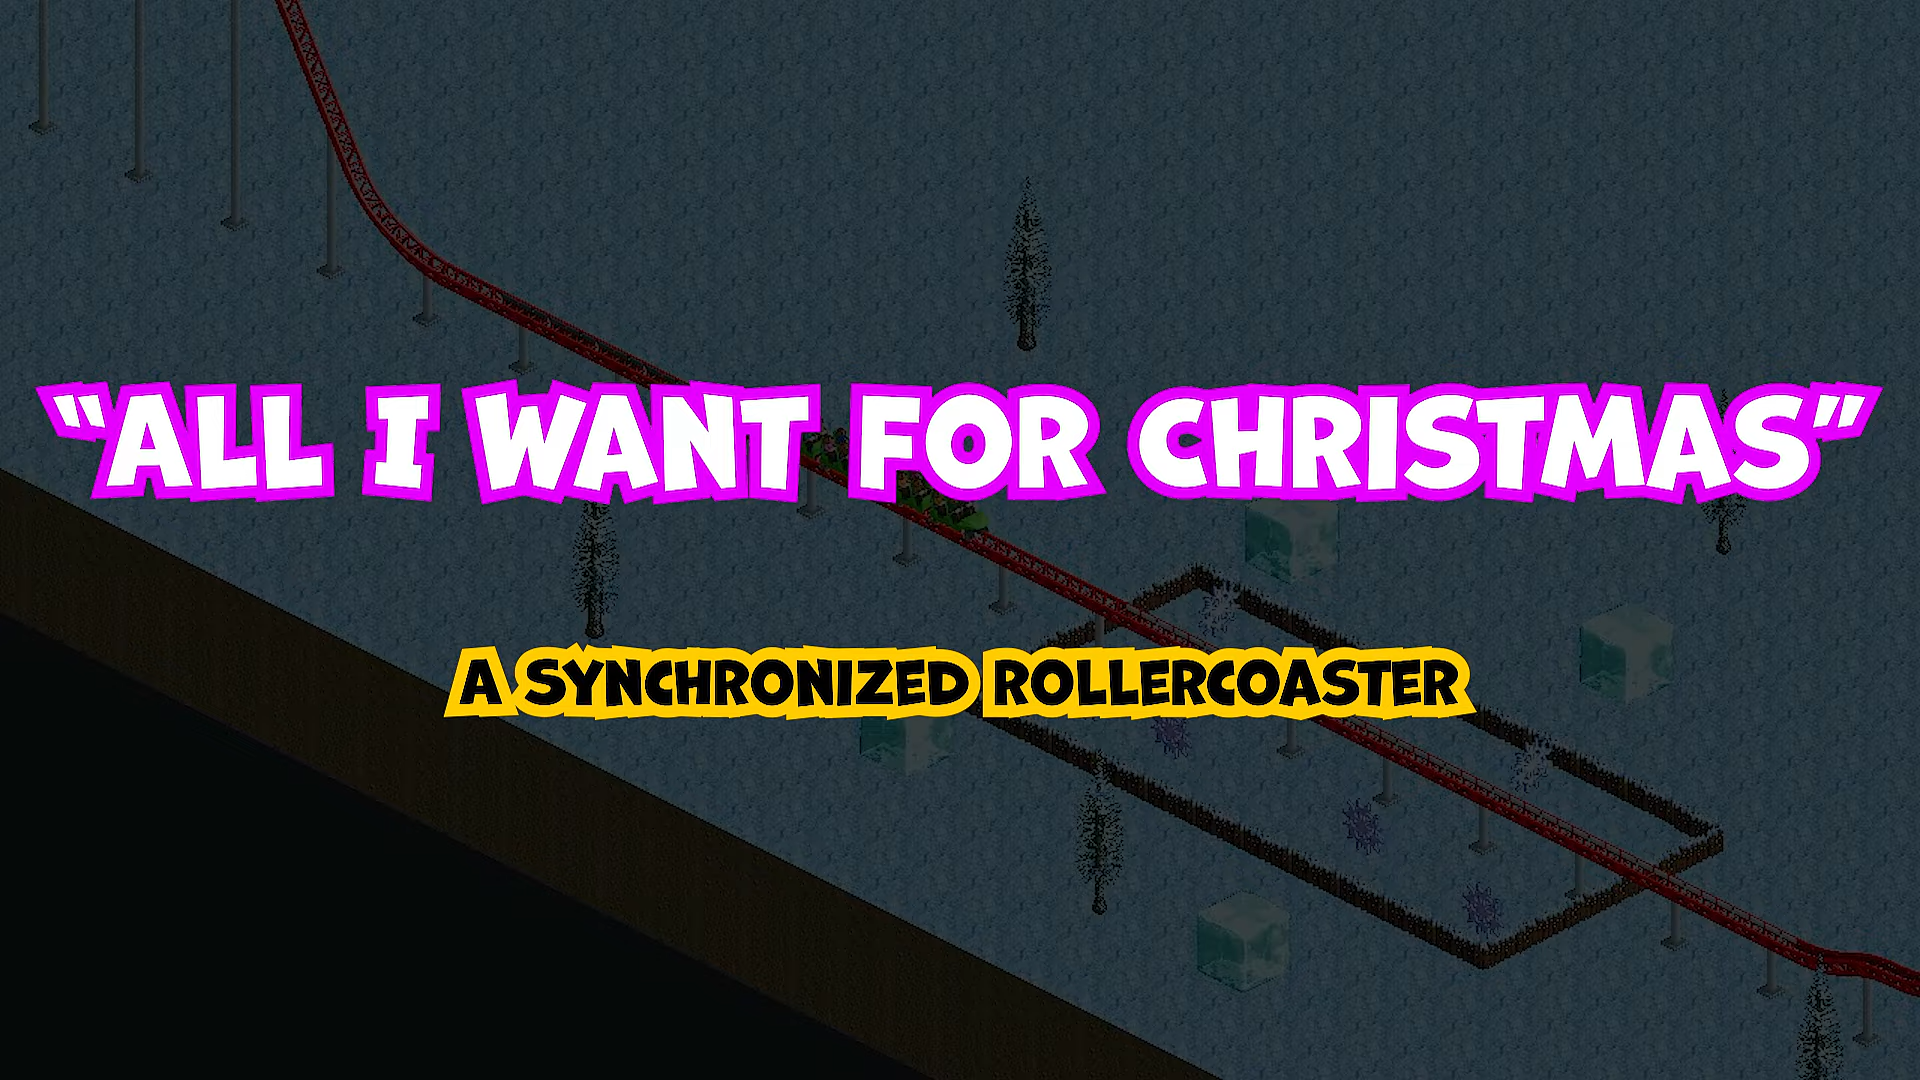 “ALL I WANT FOR CHRISTMAS”
A SYNCHRONIZED ROLLERCOASTER